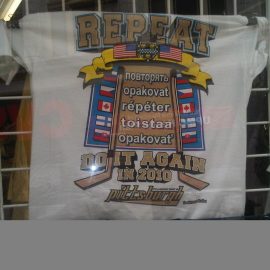 REPEAT
повторять
opakovat
répéter
toistaa
opakovať
DO IT AGAIN
IN 2010
pittsburgh